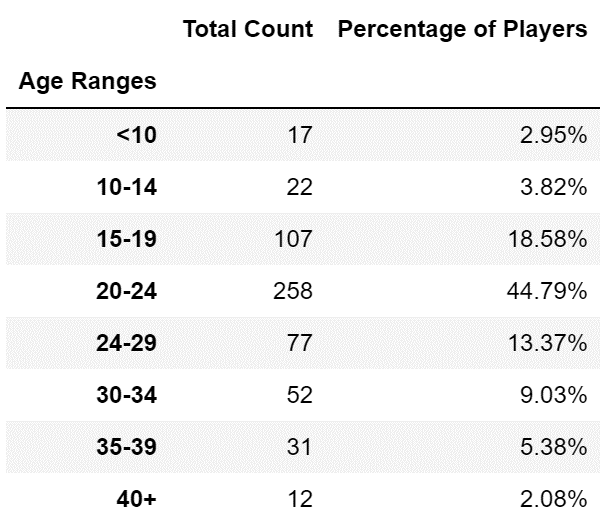 Total Count Percentage of Players
Age Ranges
<10 17 2.95%
10-14 22 3.82%
15-19 107 18.58%
20-24 258 44.79%
24-29 77 13.37%
30-34 52 9.03%
35-39 31 5.38%
40+ 12 2.08%